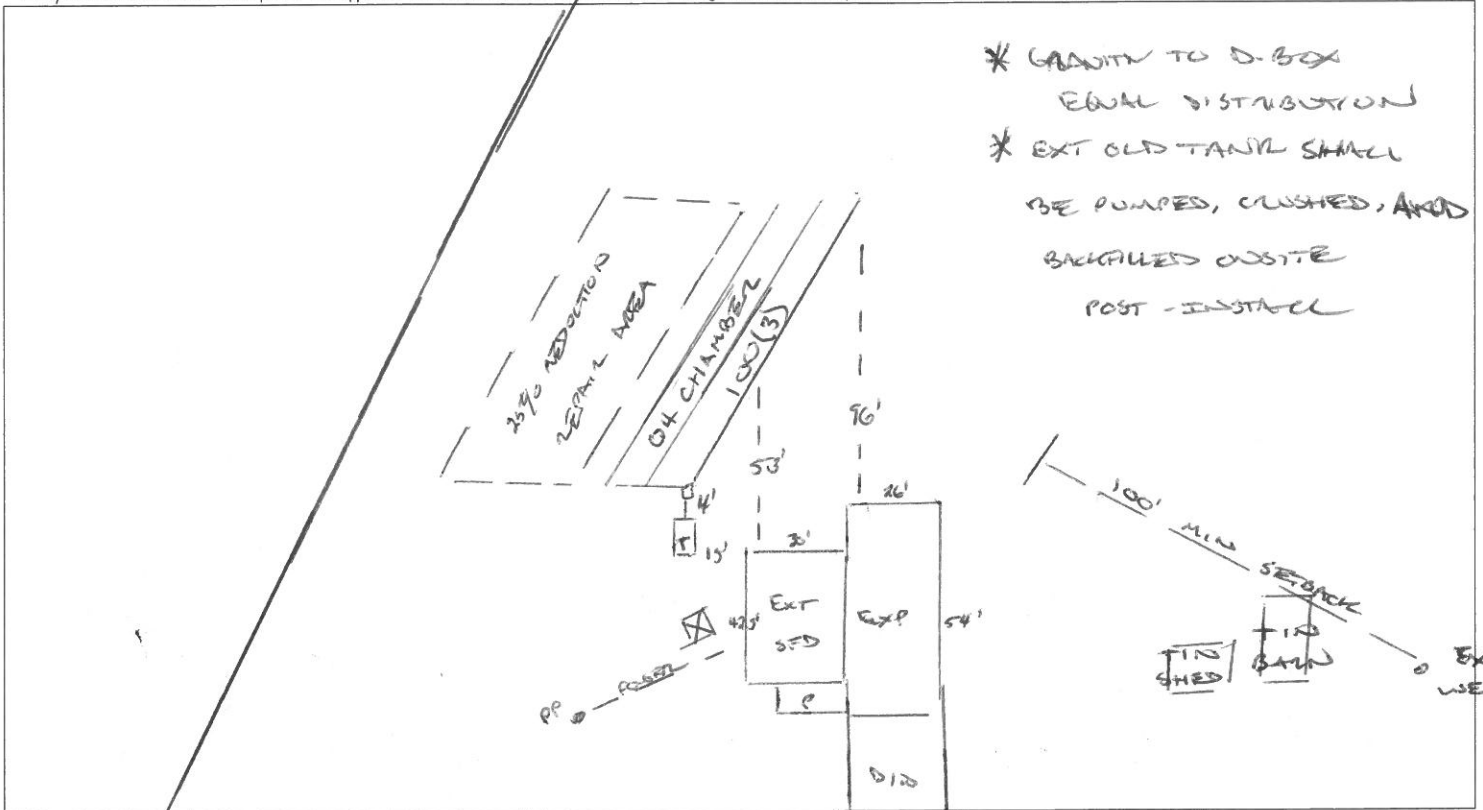 * GRAVITY TO D-BOX
EQUAL DISTRIBUTION
* EXT OLD TANK SHALL
BE PUMPED, CRUSHED, AND
BACKFILLED ONSITE
POST-INSTALL
25% REDUCTION
REPAIR AREA
Q4 CHAMBER
100(3)
53'
96'
4'
T
15'
30'
26'
EXT
SFD
EXP
54'
P
POWER
PP
100' MIN SETBACK
TIN
SHED
TIN
BARN